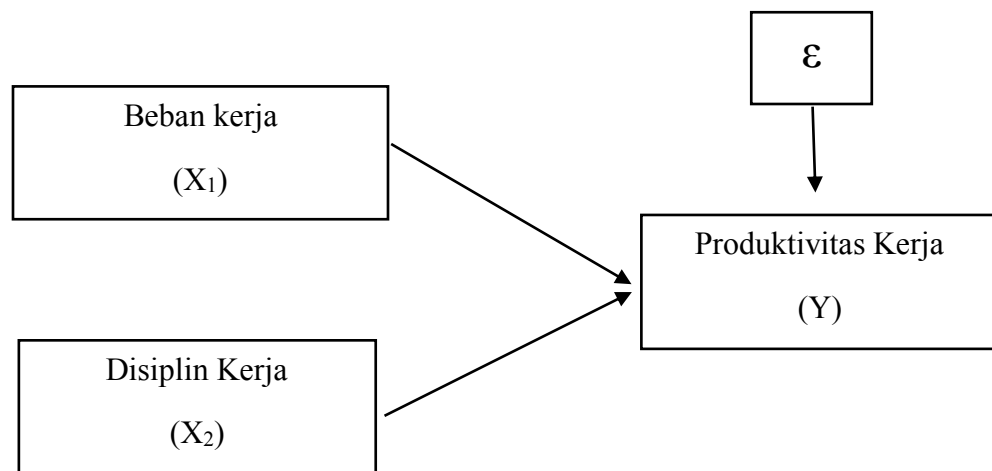 ε
Beban kerja
(X₁)
Produktivitas Kerja
(Y)
Disiplin Kerja
(X₂)